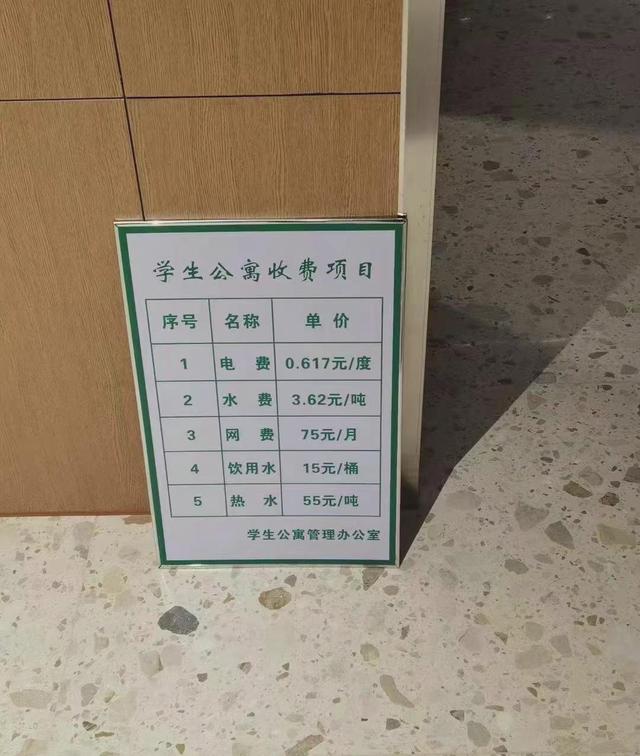 学生公寓收费项目
序号 名称 单价
1 电费 0.617元/度
2 水费 3.62元/吨
3 网费 75元/月
4 饮用水 15元/桶
5 热水 55元/吨
学生公寓管理办公室